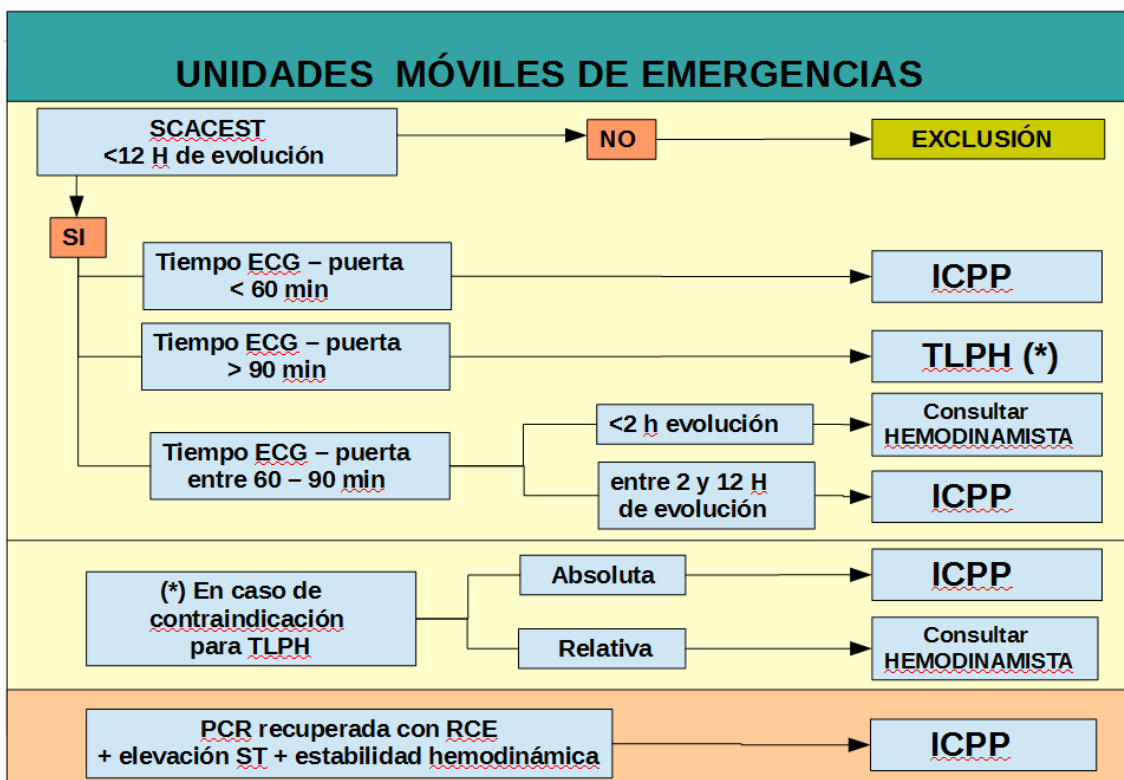 UNIDADES MÓVILES DE EMERGENCIAS
SCACEST
<12 H de evolución
NO
EXCLUSIÓN
SI
Tiempo ECG – puerta
< 60 min
ICPP
Tiempo ECG – puerta
> 90 min
TLPH (*)
Tiempo ECG – puerta
entre 60 – 90 min
<2 h evolución
Consultar
HEMODINAMISTA
entre 2 y 12 H
de evolución
ICPP
(*) En caso de
contraindicación
para TLPH
Absoluta
ICPP
Relativa
Consultar
HEMODINAMISTA
PCR recuperada con RCE
+ elevación ST + estabilidad hemodinámica
ICPP